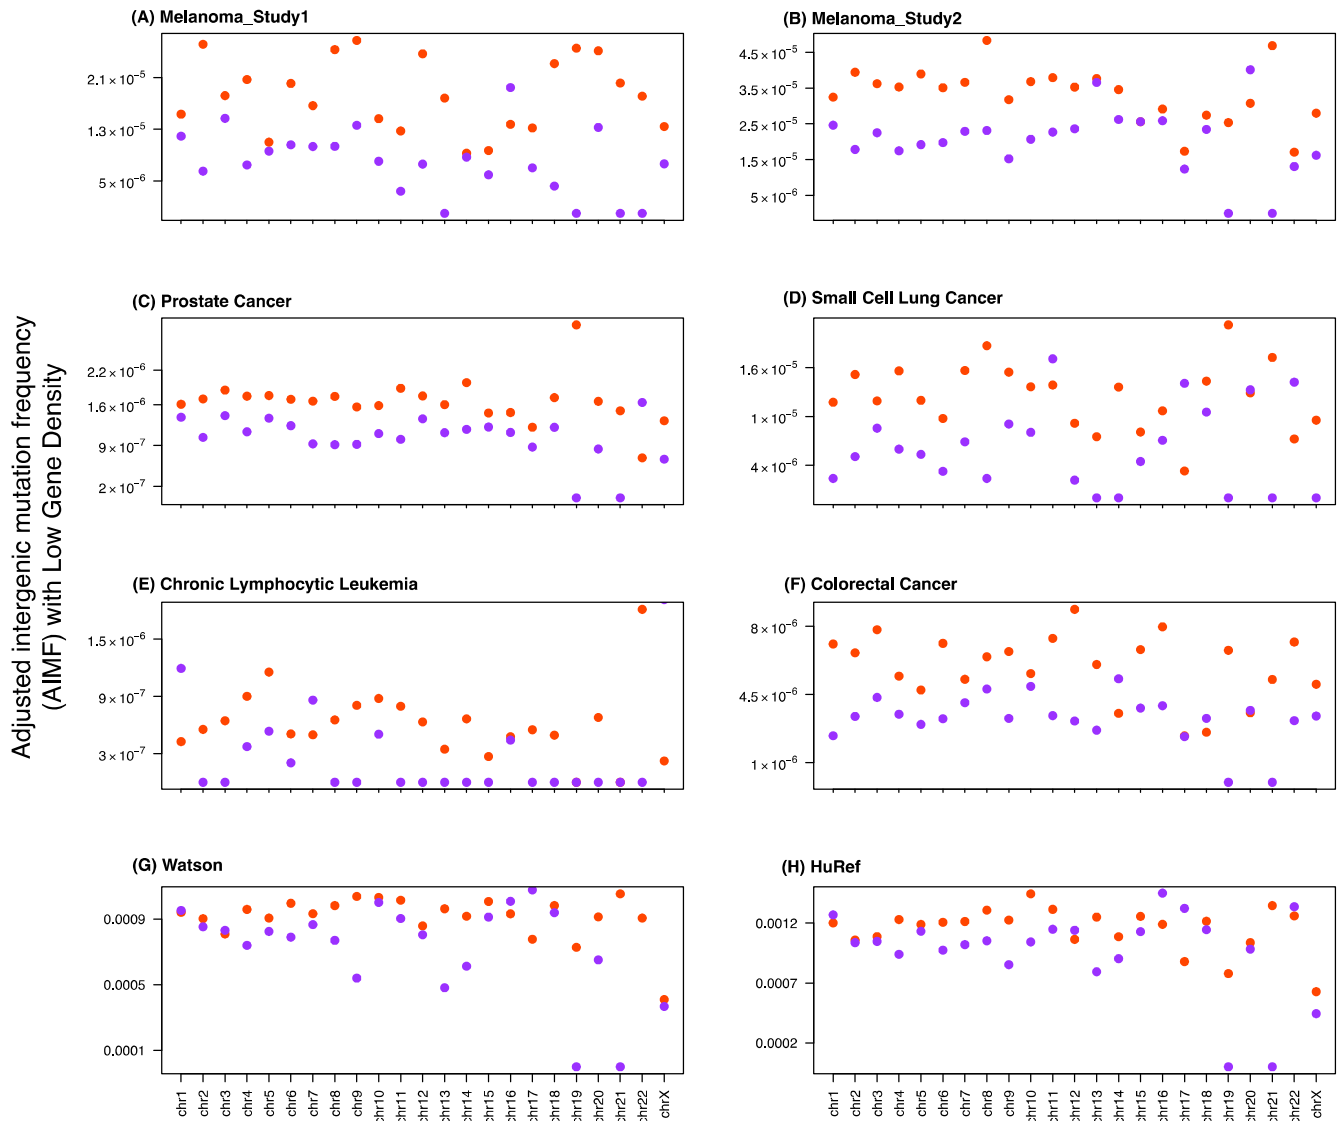 (A) Melanoma_Study1
2.1 × 10⁻⁵
13 × 10⁻⁵
5 × 10⁻⁶
(B) Melanoma_Study2
4.5 × 10⁻⁵
3.5 × 10⁻⁵
2.5 × 10⁻⁵
1.5 × 10⁻⁵
5 × 10⁻⁶
Adjusted intergenic mutation frequency
(AIMF) with Low Gene Density
(C) Prostate Cancer
2.2 × 10⁻⁶
1.6 × 10⁻⁶
9 × 10⁻⁷
2 × 10⁻⁷
(D) Small Cell Lung Cancer
1.6 × 10⁻⁵
1 × 10⁻⁵
4 × 10⁻⁶
(E) Chronic Lymphocytic Leukemia
1.5 × 10⁻⁶
9 × 10⁻⁷
3 × 10⁻⁷
(F) Colorectal Cancer
8 × 10⁻⁶
4.5 × 10⁻⁶
1 × 10⁻⁶
(G) Watson
0.0009
0.0005
0.0001
chr1 chr2 chr3 chr4 chr5 chr6 chr7 chr8 chr9 chr10 chr11 chr12 chr13 chr14 chr15 chr16 chr17 chr18 chr19 chr20 chr21 chr22 chrX
(H) HuRef
0.0012
0.0007
0.0002
chr1 chr2 chr3 chr4 chr5 chr6 chr7 chr8 chr9 chr10 chr11 chr12 chr13 chr14 chr15 chr16 chr17 chr18 chr19 chr20 chr21 chr22 chrX